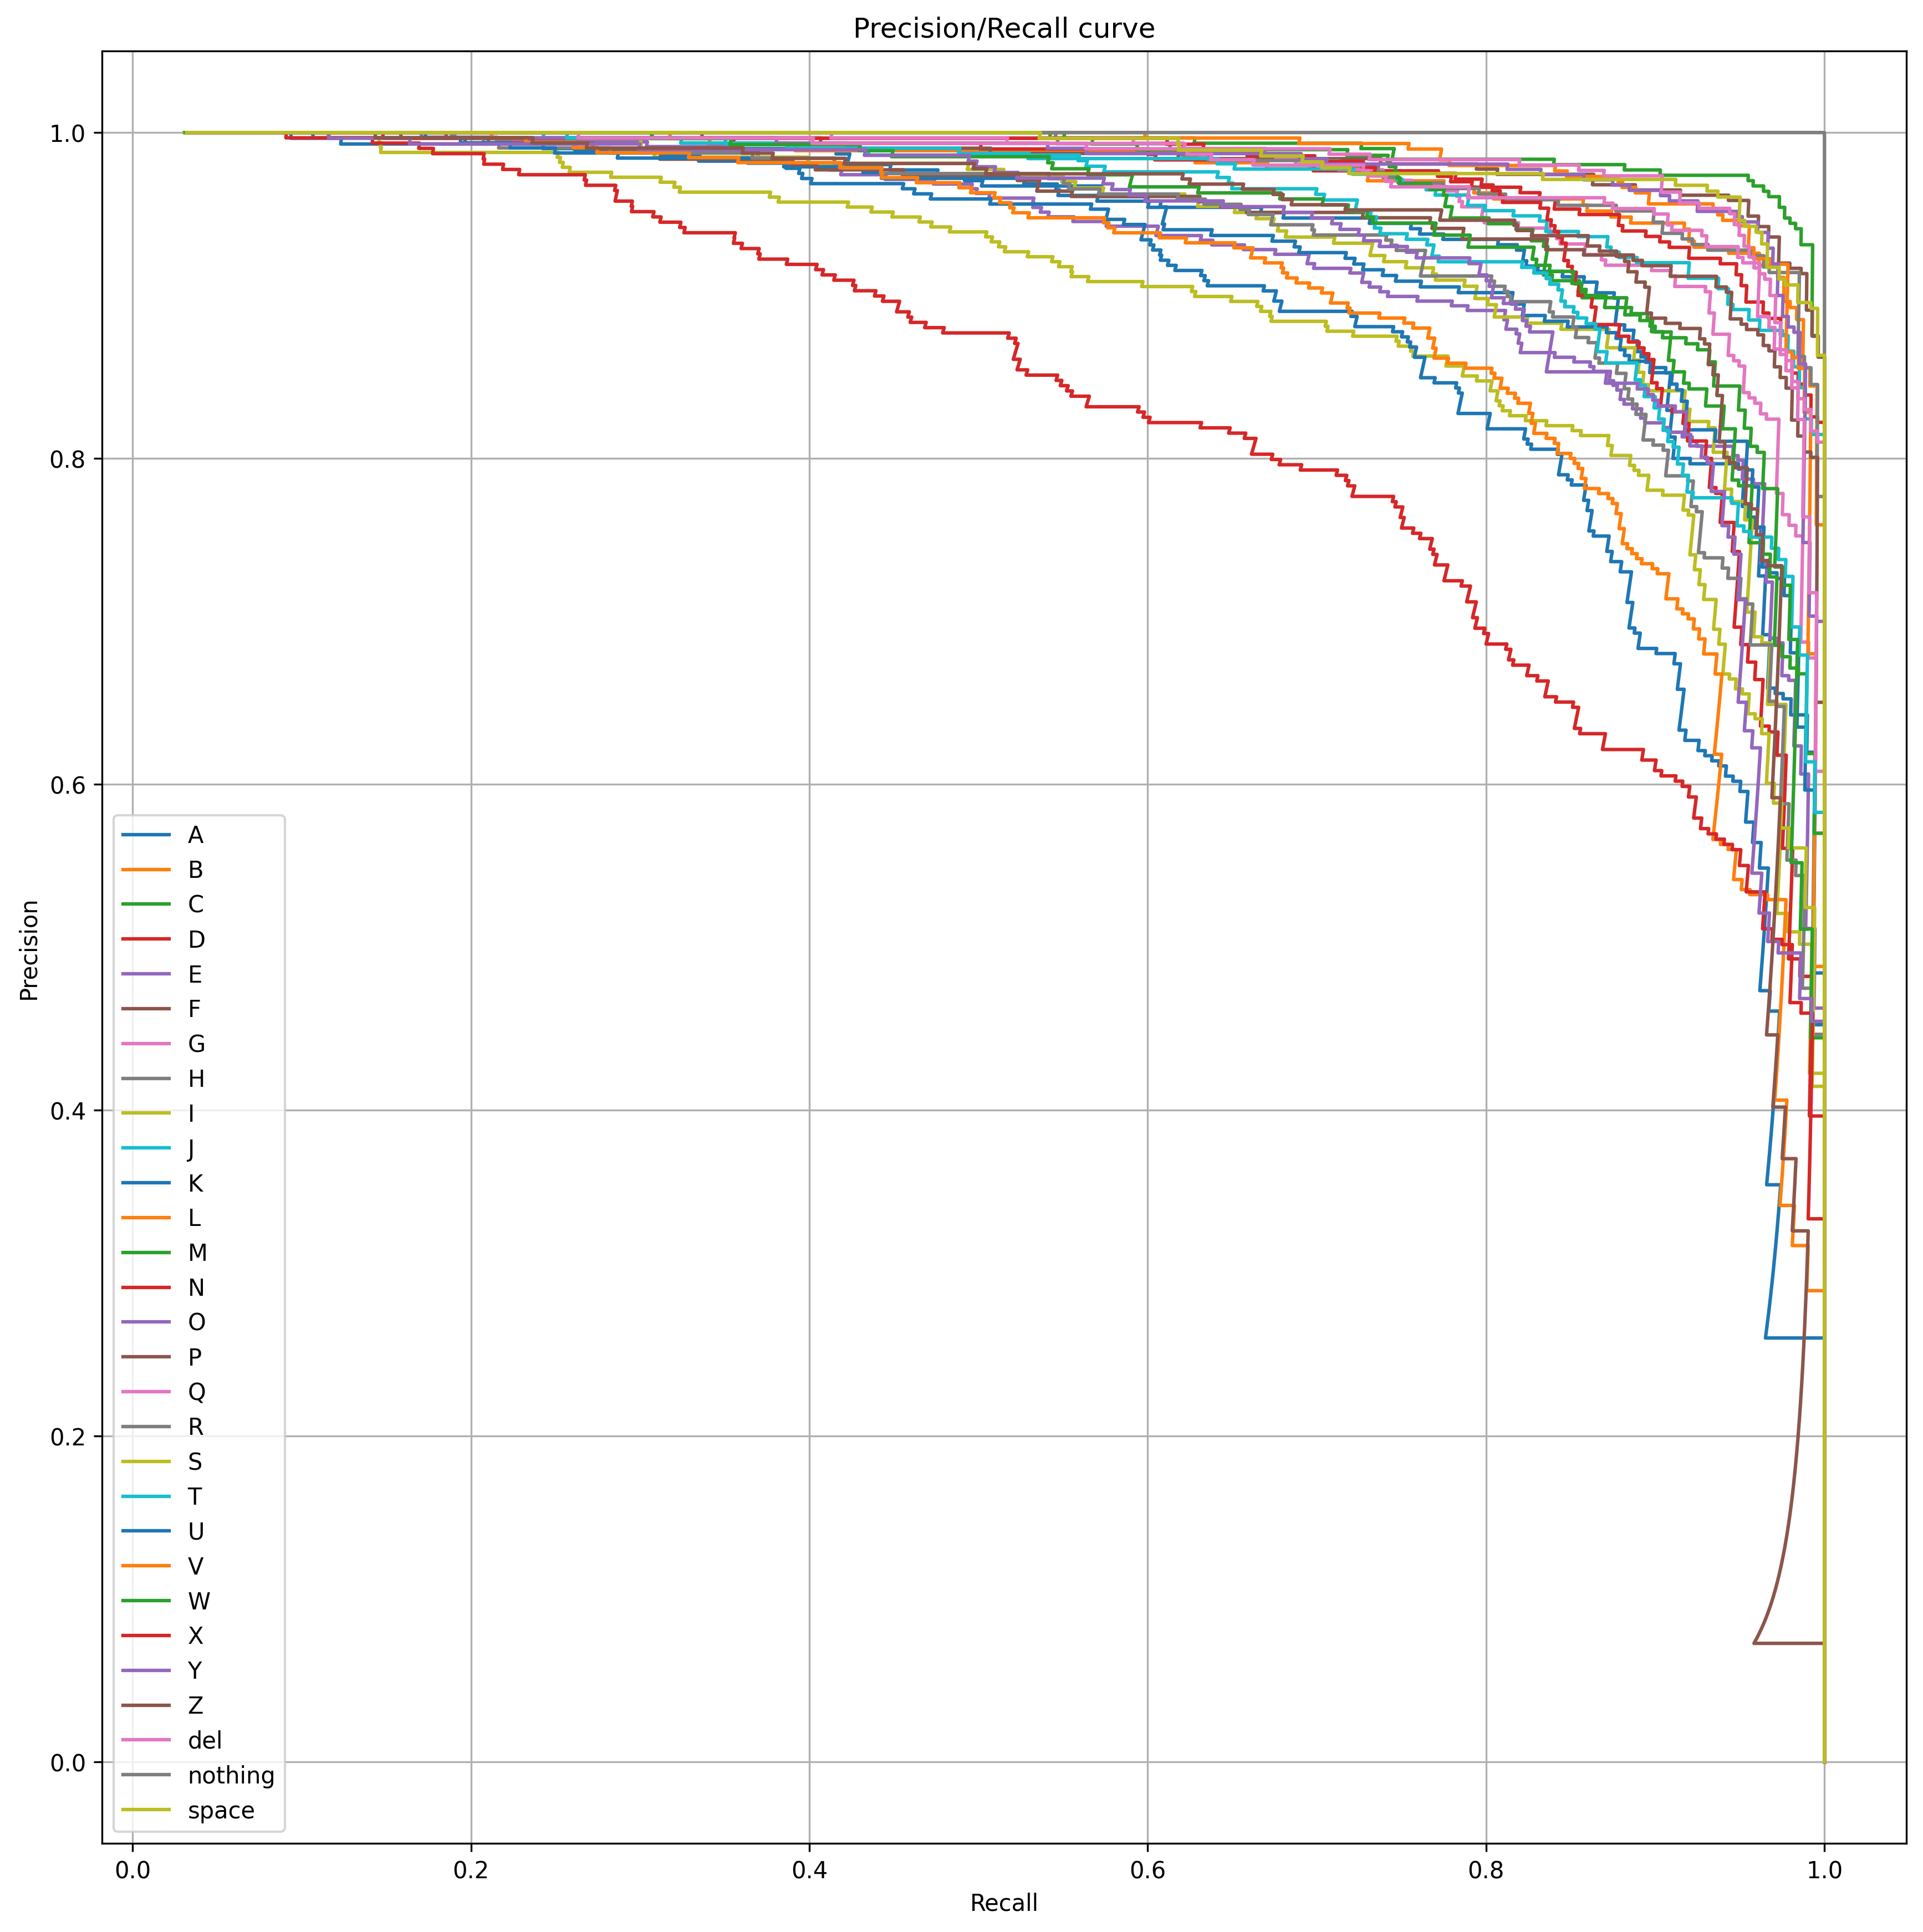 Precision/Recall curve
Precision
1.0
0.8
0.6
0.4
0.2
0.0
A
B
C
D
E
F
G
H
I
J
K
L
M
N
O
P
Q
R
S
T
U
V
W
X
Y
Z
del
nothing
space
0.0 0.2 0.4 0.6 0.8 1.0
Recall